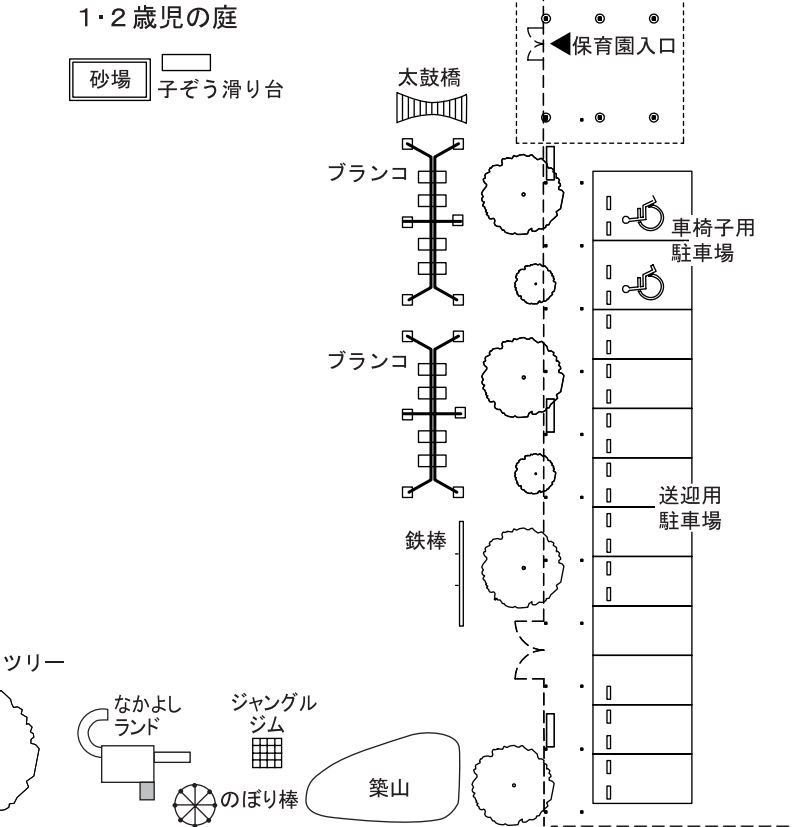 1・2歳児の庭
保育園入口
砂場
子ぞう滑り台
太鼓橋
ブランコ
車椅子用
駐車場
ブランコ
送迎用
駐車場
鉄棒
ツリー
なかよし
ランド
ジャングル
ジム
のぼり棒
築山